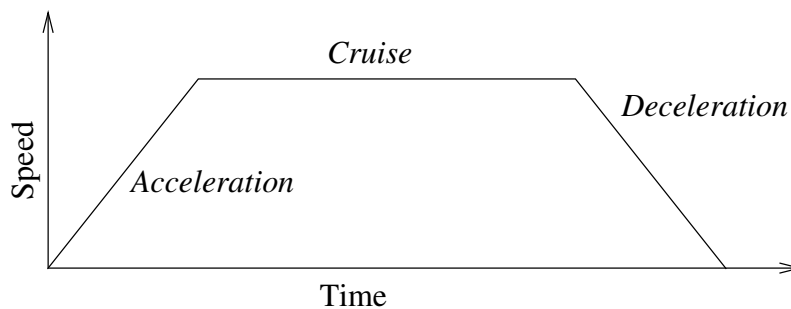 Cruise
Deceleration
Speed
Acceleration
Time